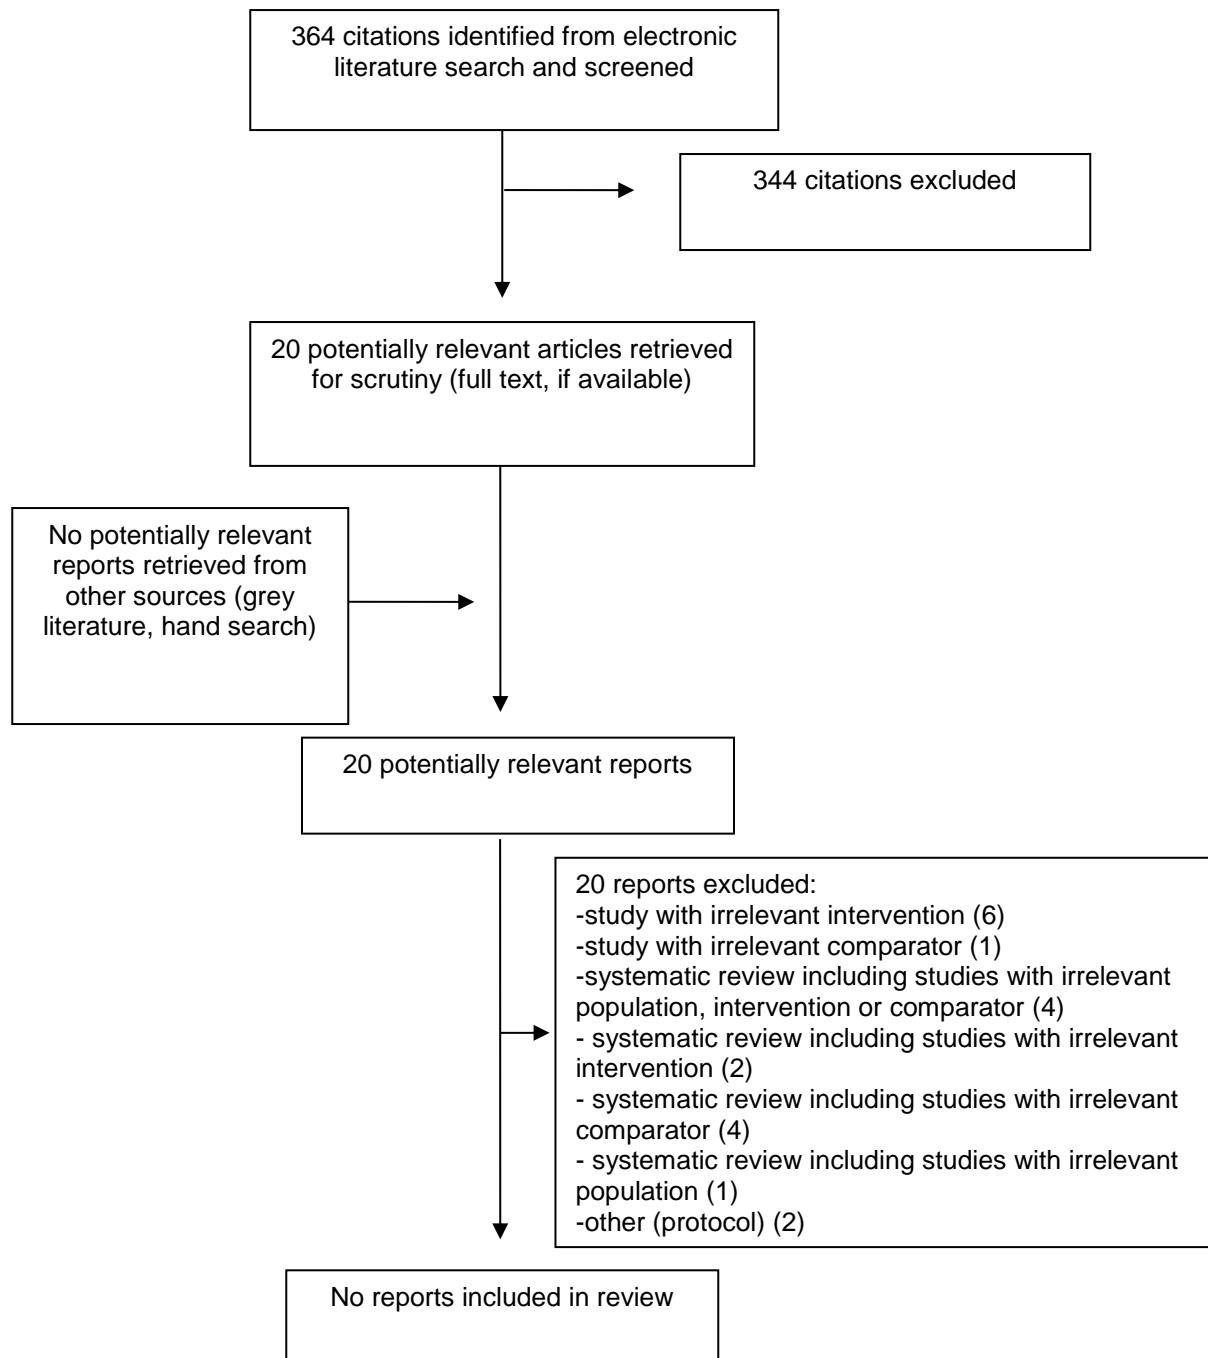 364 citations identified from electronic
literature search and screened
344 citations excluded
20 potentially relevant articles retrieved
for scrutiny (full text, if available)
No potentially relevant
reports retrieved from
other sources (grey
literature, hand search)
20 potentially relevant reports
20 reports excluded:
-study with irrelevant intervention (6)
-study with irrelevant comparator (1)
-systematic review including studies with irrelevant
population, intervention or comparator (4)
- systematic review including studies with irrelevant
intervention (2)
- systematic review including studies with irrelevant
comparator (4)
- systematic review including studies with irrelevant
population (1)
-other (protocol) (2)
No reports included in review